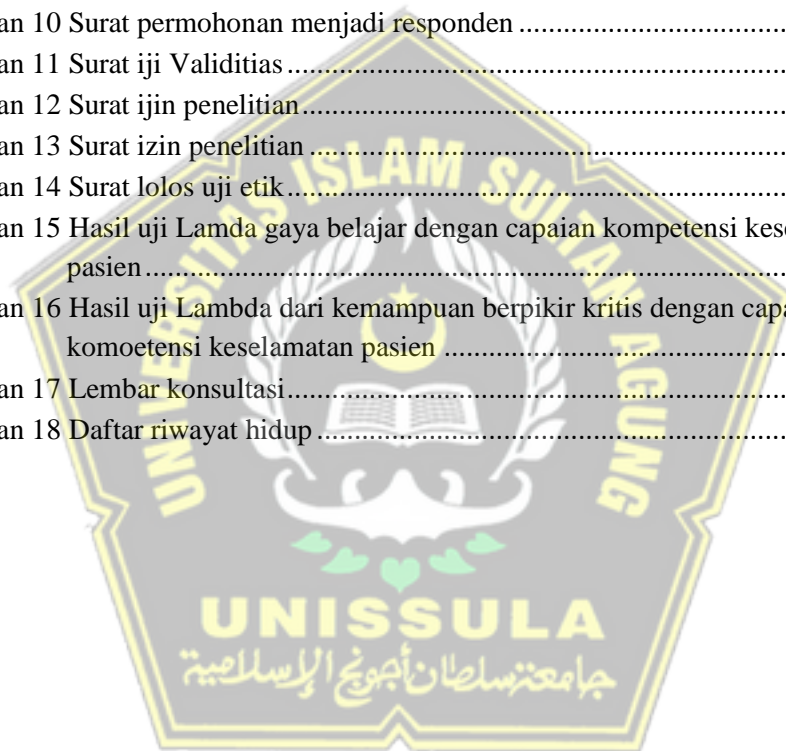 an 10 Surat permohonan menjadi responden ........................................................
an 11 Surat iji Validitias ........................................................
an 12 Surat ijin penelitian ........................................................
an 13 Surat izin penelitian ........................................................
an 14 Surat lolos uji etik ........................................................
an 15 Hasil uji Lamda gaya belajar dengan capaian kompetensi kese
pasien ........................................................
an 16 Hasil uji Lambda dari kemampuan berpikir kritis dengan capa
komoetensi keselamatan pasien ........................................................
an 17 Lembar konsultasi ........................................................
an 18 Daftar riwayat hidup ........................................................
UNIVERSITAS ISLAM SULTAN AGUNG
UNISSULA
جامعة سلطان أجونج الإسلامية